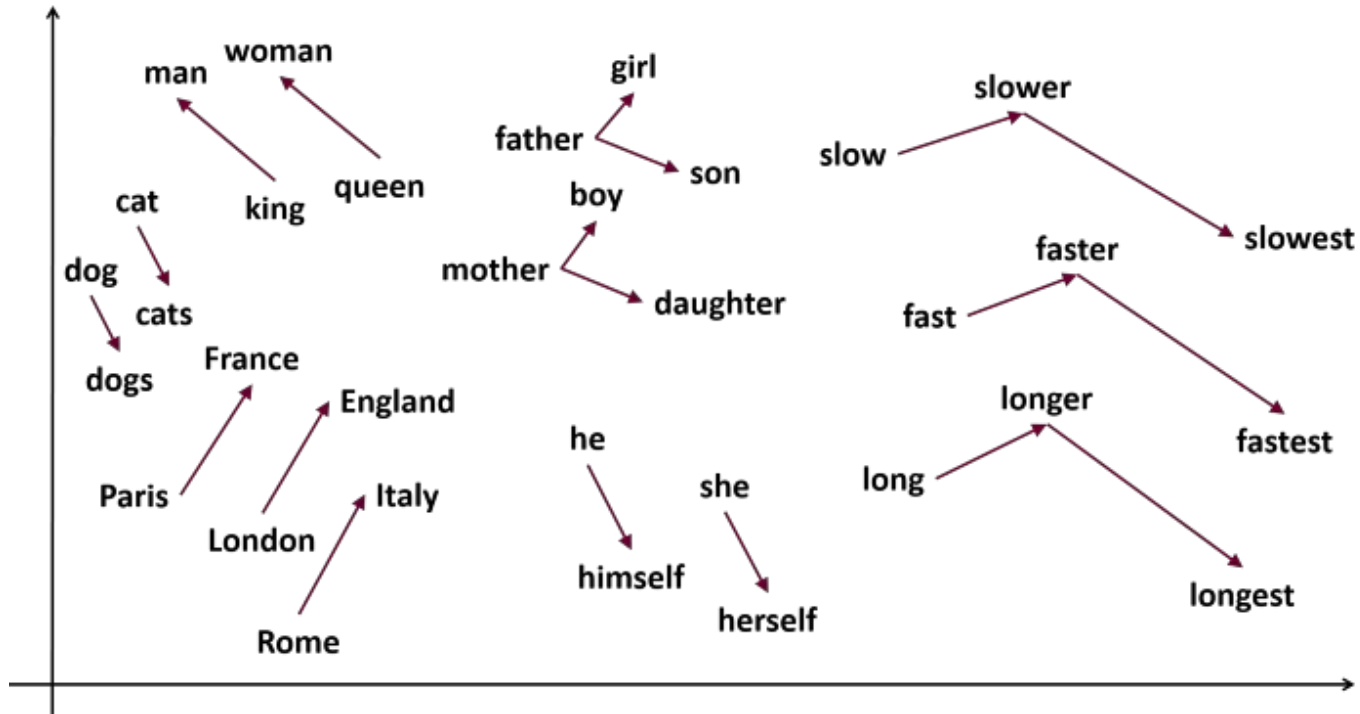 woman
man
girl
slower
father
slow
son
queen
boy
cat
king
slowest
faster
dog
mother
daughter
cats
fast
France
dogs
England
longer
he
fastest
long
she
Paris
Italy
London
himself
longest
herself
Rome